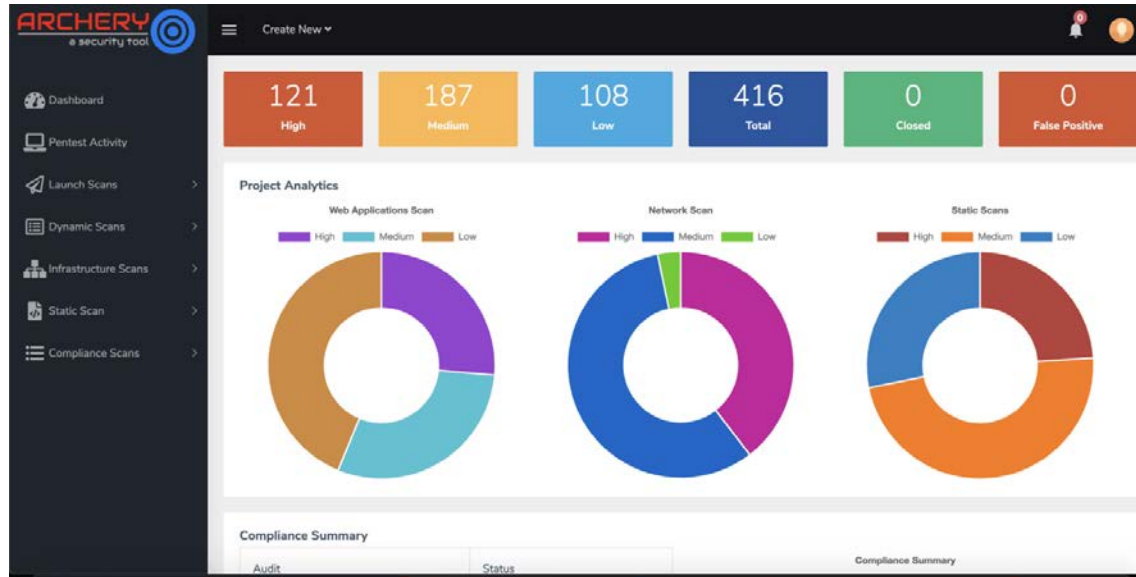 ARCHERY
a security tool
Create New
0
Dashboard
Pentest Activity
Launch Scans
Dynamic Scans
Infrastructure Scans
Static Scan
Compliance Scans
121
High
187
Medium
108
Low
416
Total
0
Closed
0
False Positive
Project Analytics
Web Applications Scan
High Medium Low
Network Scan
High Medium Low
Static Scans
High Medium Low
Compliance Summary
Audit Status
Compliance Summary